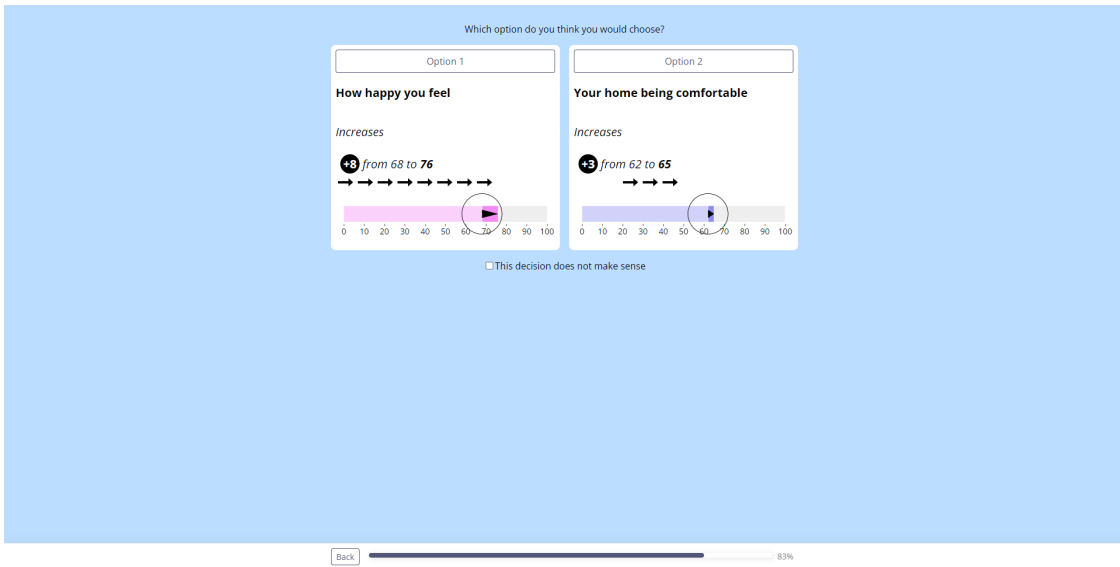 Which option do you think you would choose?
Option 1
How happy you feel
Increases
+8 from 68 to 76
0 10 20 30 40 50 60 70 80 90 100
Option 2
Your home being comfortable
Increases
+3 from 62 to 65
0 10 20 30 40 50 60 70 80 90 100
This decision does not make sense
Back
83%